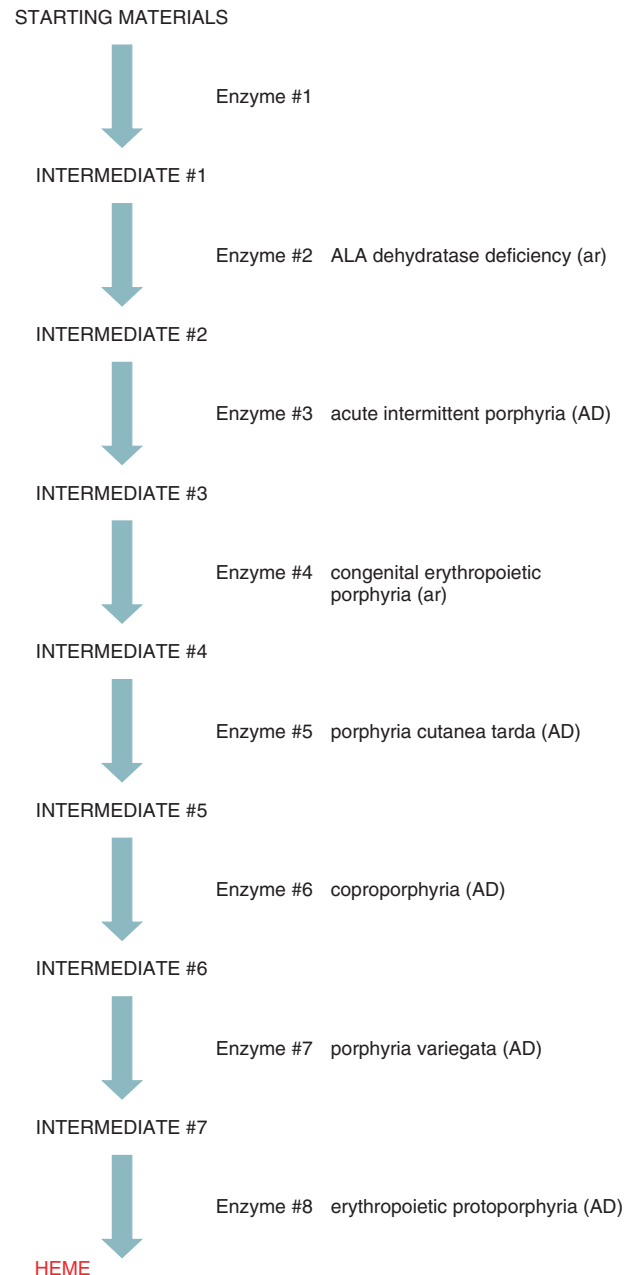 STARTING MATERIALS
Enzyme #1
INTERMEDIATE #1
Enzyme #2 ALA dehydratase deficiency (ar)
INTERMEDIATE #2
Enzyme #3 acute intermittent porphyria (AD)
INTERMEDIATE #3
Enzyme #4 congenital erythropoietic
porphyria (ar)
INTERMEDIATE #4
Enzyme #5 porphyria cutanea tarda (AD)
INTERMEDIATE #5
Enzyme #6 coproporphyria (AD)
INTERMEDIATE #6
Enzyme #7 porphyria variegata (AD)
INTERMEDIATE #7
Enzyme #8 erythropoietic protoporphyria (AD)
HEME